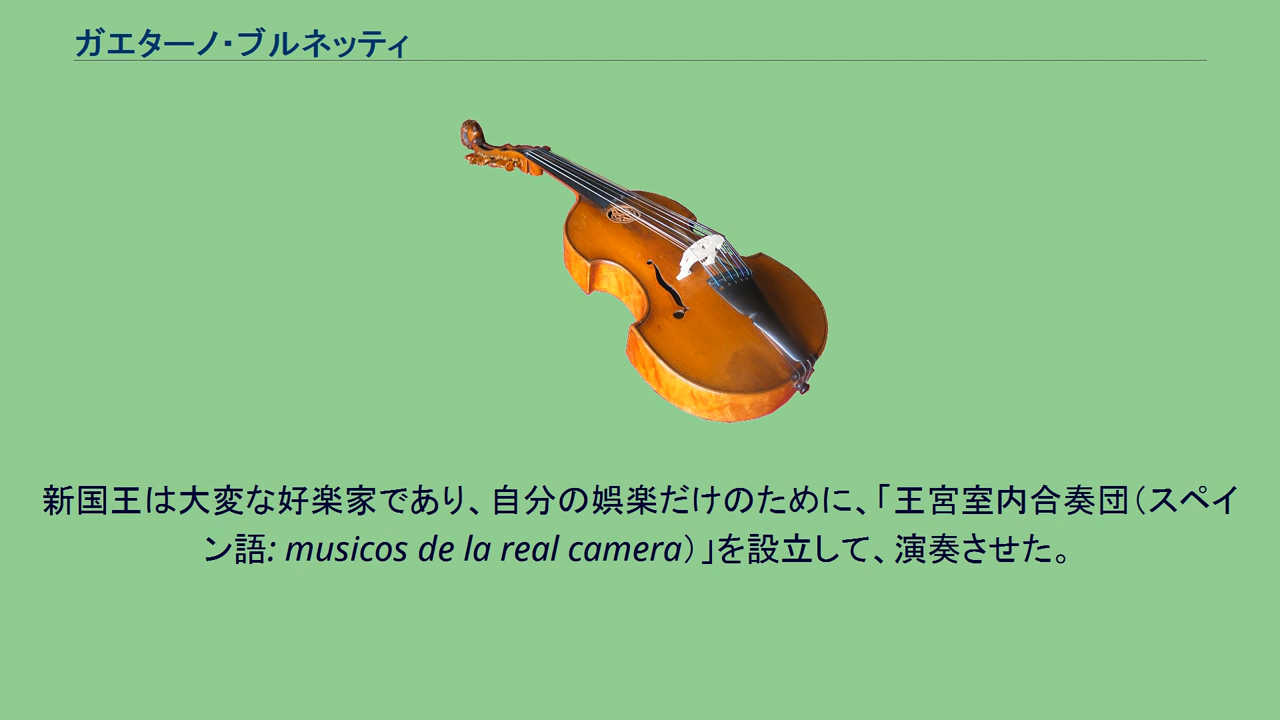 ガエターノ・ブルネッティ
新国王は大変な好楽家であり、自分の娯楽だけのために、「王宮室内合奏団（スペイ
ン語: musicos de la real camera）」を設立して、演奏させた。